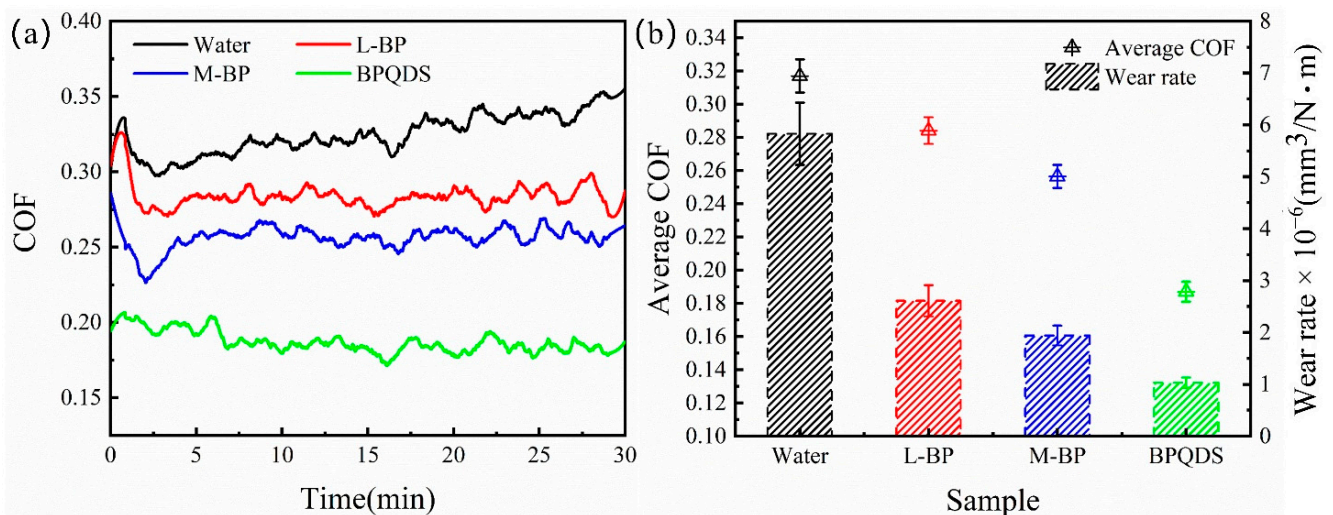 (a)
0.40
0.35
0.30
0.25
0.20
0.15
COF
Water
L-BP
M-BP
BPQDS
0 5 10 15 20 25 30
Time(min)
(b)
0.34
0.32
0.30
0.28
0.26
0.24
0.22
0.20
0.18
0.16
0.14
0.12
0.10
Average COF
Average COF
Wear rate
8
7
6
5
4
3
2
1
0
Wear rate × 10⁻⁶(mm³/N·m)
Water L-BP M-BP BPQDS
Sample